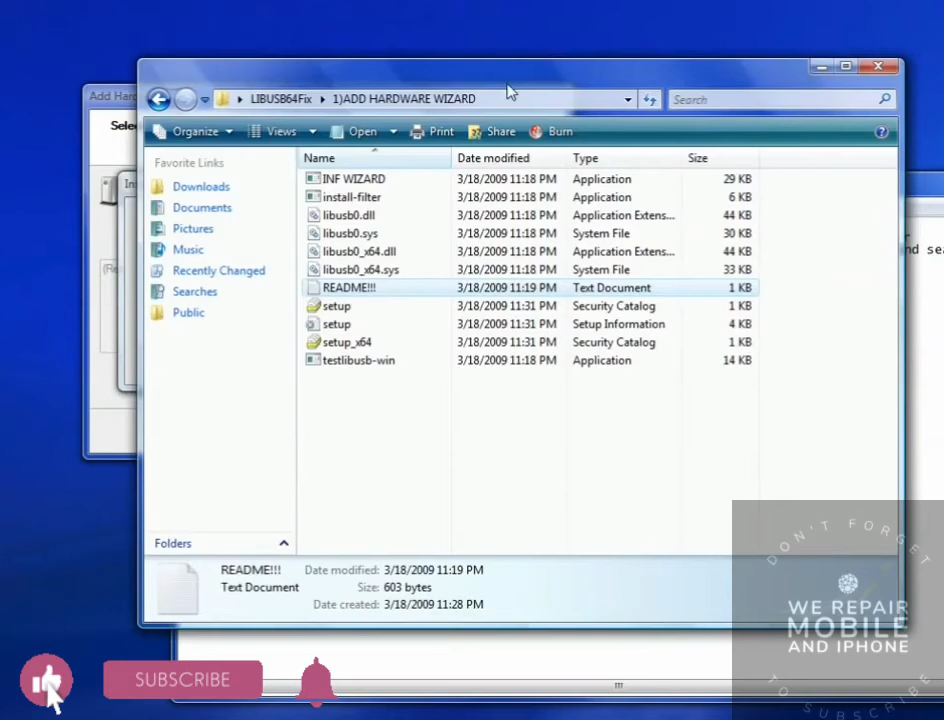 Add Har
LIBUSB64Fix 1)ADD HARDWARE WIZARD
Search
Selec
Organize Views Open Print Share Burn
Favorite Links
Name Date modified Type Size
INF WIZARD 3/18/2009 11:18 PM Application 29 KB
Downloads
install-filter 3/18/2009 11:18 PM Application 6 KB
Documents
libusb0.dll 3/18/2009 11:18 PM Application Extens... 44 KB
Pictures
libusb0.sys 3/18/2009 11:18 PM System File 30 KB
Music
libusb0_x64.dll 3/18/2009 11:18 PM Application Extens... 44 KB
Recently Changed
libusb0_x64.sys 3/18/2009 11:18 PM System File 33 KB
Searches
README!!! 3/18/2009 11:19 PM Text Document 1 KB
Public
setup 3/18/2009 11:31 PM Security Catalog 1 KB
setup 3/18/2009 11:31 PM Setup Information 4 KB
setup_x64 3/18/2009 11:31 PM Security Catalog 1 KB
testlibusb-win 3/18/2009 11:18 PM Application 14 KB
nd sea
Folders
README!!! Date modified: 3/18/2009 11:19 PM
Text Document Size: 603 bytes
Date created: 3/18/2009 11:28 PM
DON'T FORGET
WE REPAIR
MOBILE
AND IPHONE
TO SUBSCRIBE
SUBSCRIBE